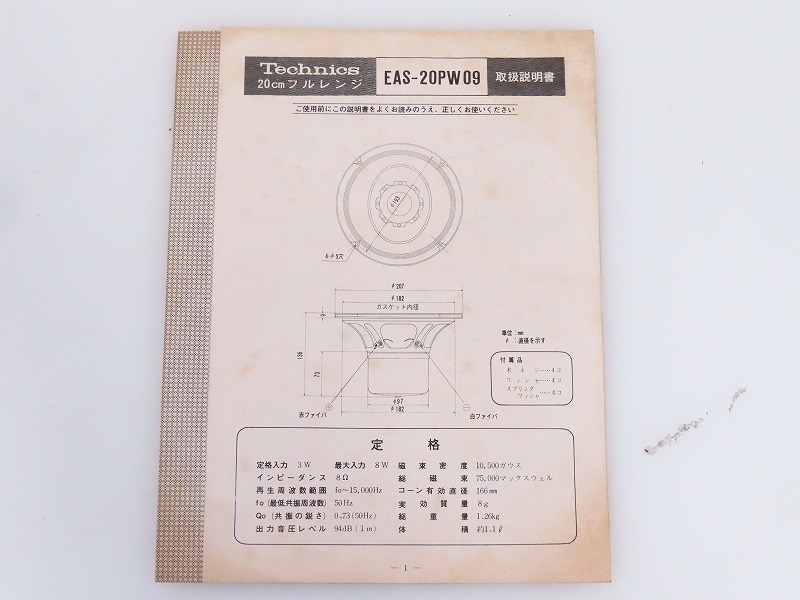 Technics
20cmフルレンジ
EAS-20PW09
取扱説明書
ご使用前にこの説明書をよくお読みのうえ、正しくお使いください
φ193
4-φ5穴
φ207
φ182
ガスケット内径
136
73
φ97
φ182
赤ファイバ
白ファイバ
単位：mm
φ：直径を示す
付属品
木ネジ……4コ
ワッシャ……4コ
スプリングワッシャ……4コ
定格
定格入力 3W 最大入力 8W
インピーダンス 8Ω
再生周波数範囲 fo〜15,000Hz
fo (最低共振周波数) 50Hz
Qo (共振の鋭さ) 0.73(50Hz)
出力音圧レベル 94dB(1m)
磁束密度 10,500ガウス
総磁束 75,000マックスウェル
コーン有効直径 166mm
実効質量 8g
総重量 1.26kg
体積 約1.1ℓ
— 1 —